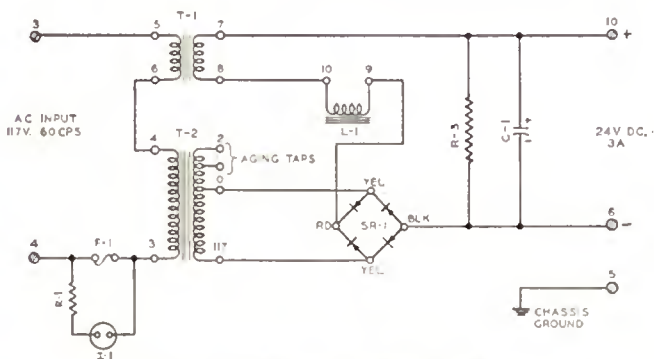 T-1
3
5
7
10
+
6
8
10
9
AC INPUT
117V. 60CPS
L-1
T-2
4
2
AGING TAPS
0
R-3
C-1
+
24V DC,
3A
YEL
RD
SR-1
BLK
6
-
4
F-1
3
117
YEL
5
R-1
CHASSIS
GROUND
I-1